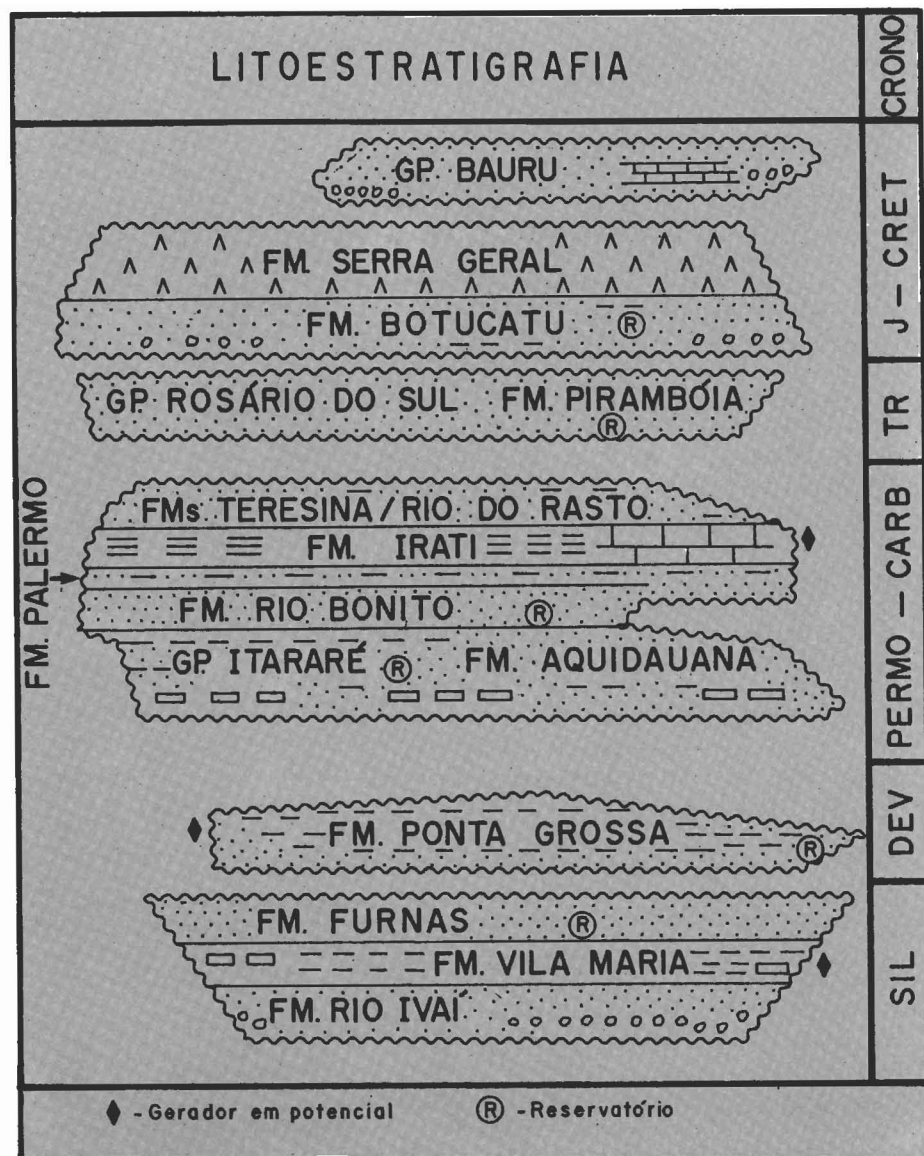 LITOESTRATIGRAFIA
CRONO
GP. BAURU
FM. SERRA GERAL
FM. BOTUCATU R
J - CRET
GP. ROSÁRIO DO SUL FM. PIRAMBÓIA
R
TR
FM. PALERMO
FMs TERESINA / RIO DO RASTO
FM. IRATI
FM. RIO BONITO R
GP. ITARARÉ R FM. AQUIDAUANA
PERMO - CARB
FM. PONTA GROSSA R
DEV
FM. FURNAS R
FM. VILA MARIA
FM. RIO IVAÍ
SIL
- Gerador em potencial R - Reservatório